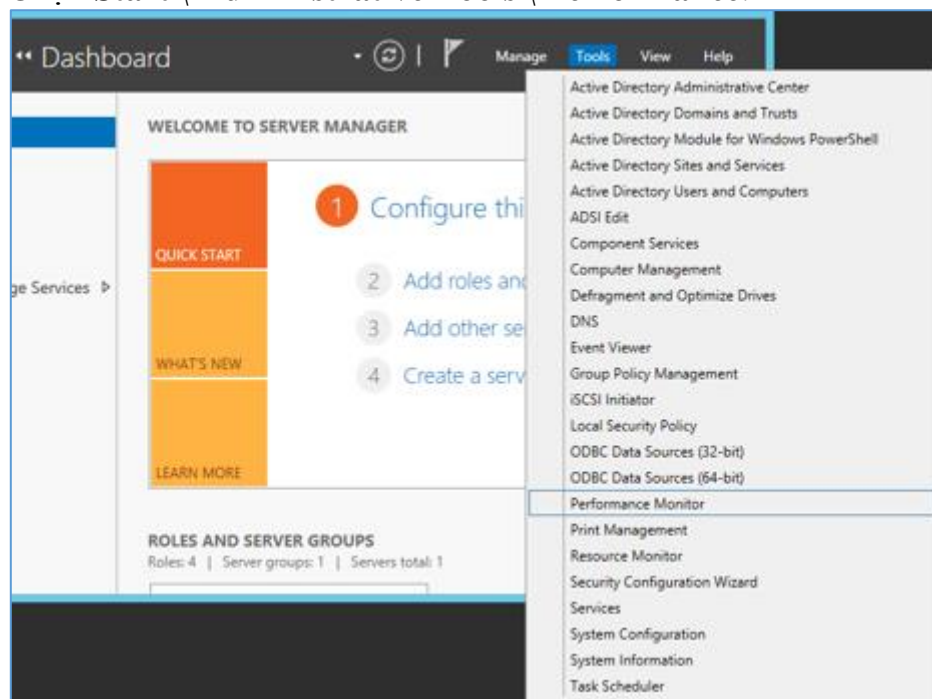 ◂◂ Dashboard
Manage Tools View Help
WELCOME TO SERVER MANAGER
QUICK START
WHAT'S NEW
LEARN MORE
1 Configure thi
2 Add roles and
3 Add other se
4 Create a serv
ge Services
ROLES AND SERVER GROUPS
Roles: 4 | Server groups: 1 | Servers total: 1
Active Directory Administrative Center
Active Directory Domains and Trusts
Active Directory Module for Windows PowerShell
Active Directory Sites and Services
Active Directory Users and Computers
ADSI Edit
Component Services
Computer Management
Defragment and Optimize Drives
DNS
Event Viewer
Group Policy Management
iSCSI Initiator
Local Security Policy
ODBC Data Sources (32-bit)
ODBC Data Sources (64-bit)
Performance Monitor
Print Management
Resource Monitor
Security Configuration Wizard
Services
System Configuration
System Information
Task Scheduler